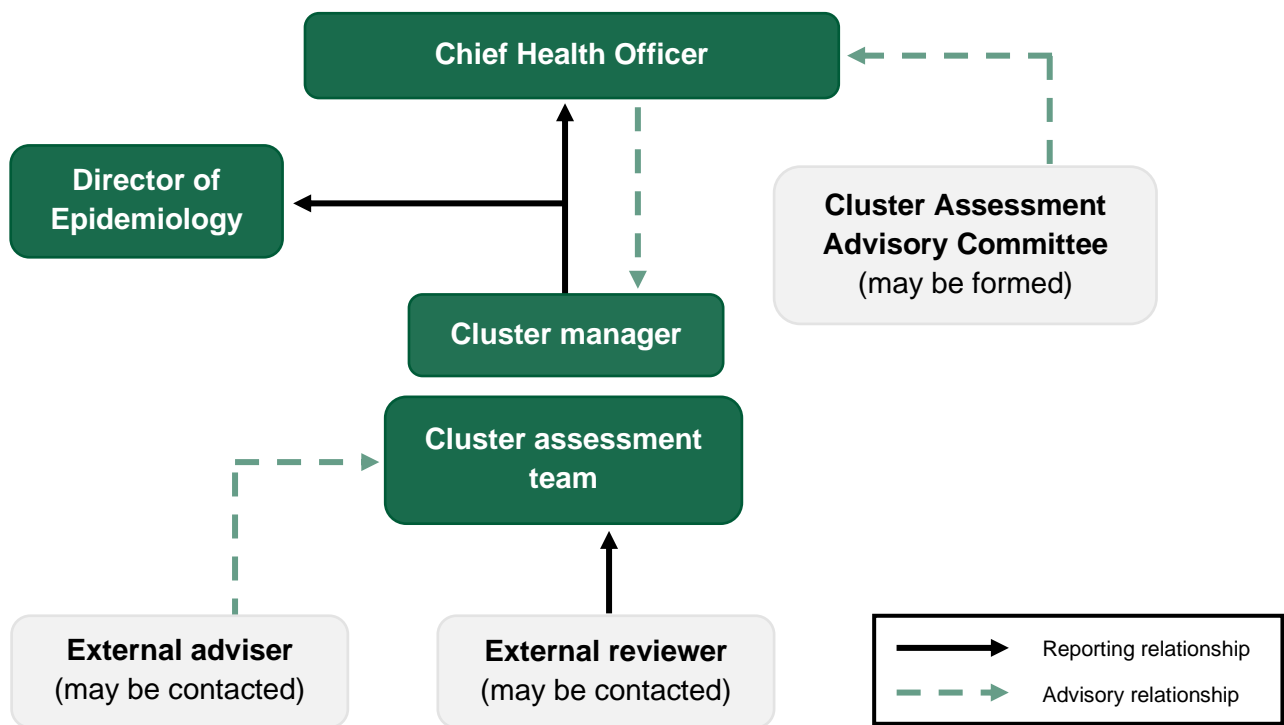 Chief Health Officer
Director of
Epidemiology
Cluster Assessment
Advisory Committee
(may be formed)
Cluster manager
Cluster assessment
team
External adviser
(may be contacted)
External reviewer
(may be contacted)
Reporting relationship
Advisory relationship